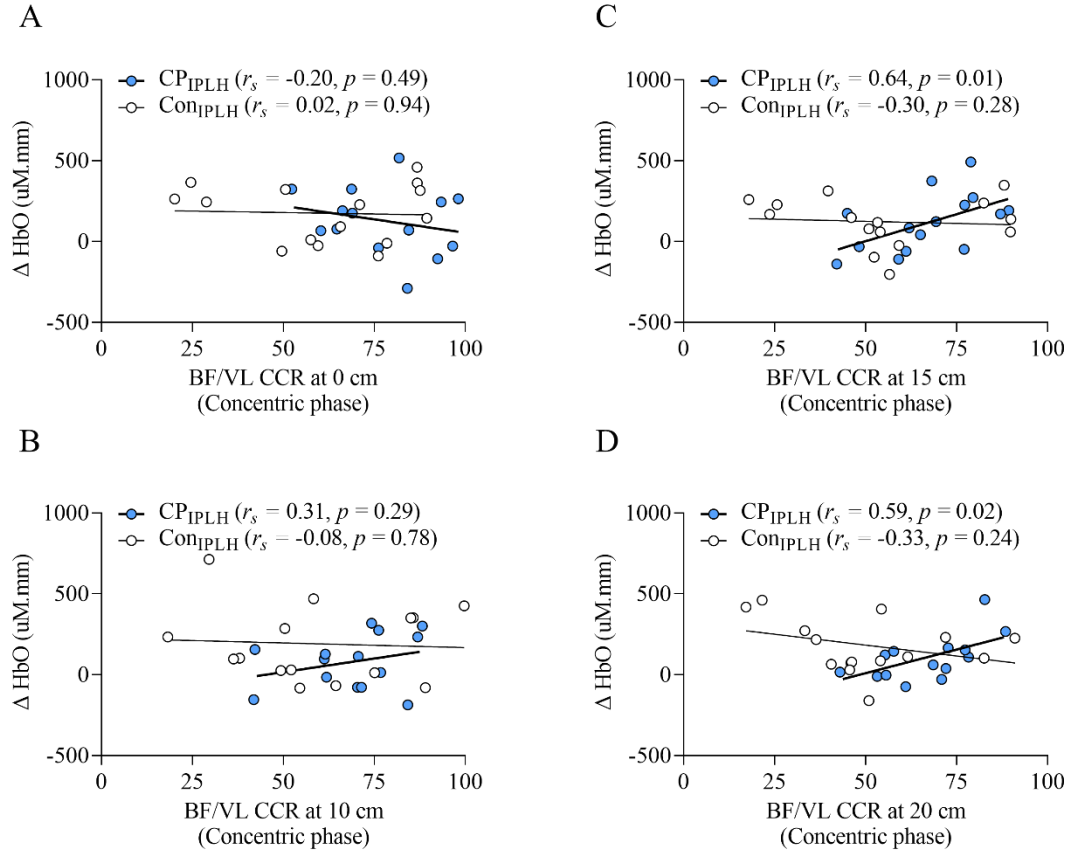 A
CP_IPLH (r_s = -0.20, p = 0.49)
Con_IPLH (r_s = 0.02, p = 0.94)
1000
500
0
-500
Δ HbO (uM.mm)
0 25 50 75 100
BF/VL CCR at 0 cm
(Concentric phase)
C
CP_IPLH (r_s = 0.64, p = 0.01)
Con_IPLH (r_s = -0.30, p = 0.28)
1000
500
0
-500
Δ HbO (uM.mm)
0 25 50 75 100
BF/VL CCR at 15 cm
(Concentric phase)
B
CP_IPLH (r_s = 0.31, p = 0.29)
Con_IPLH (r_s = -0.08, p = 0.78)
1000
500
0
-500
Δ HbO (uM.mm)
0 25 50 75 100
BF/VL CCR at 10 cm
(Concentric phase)
D
CP_IPLH (r_s = 0.59, p = 0.02)
Con_IPLH (r_s = -0.33, p = 0.24)
1000
500
0
-500
Δ HbO (uM.mm)
0 25 50 75 100
BF/VL CCR at 20 cm
(Concentric phase)